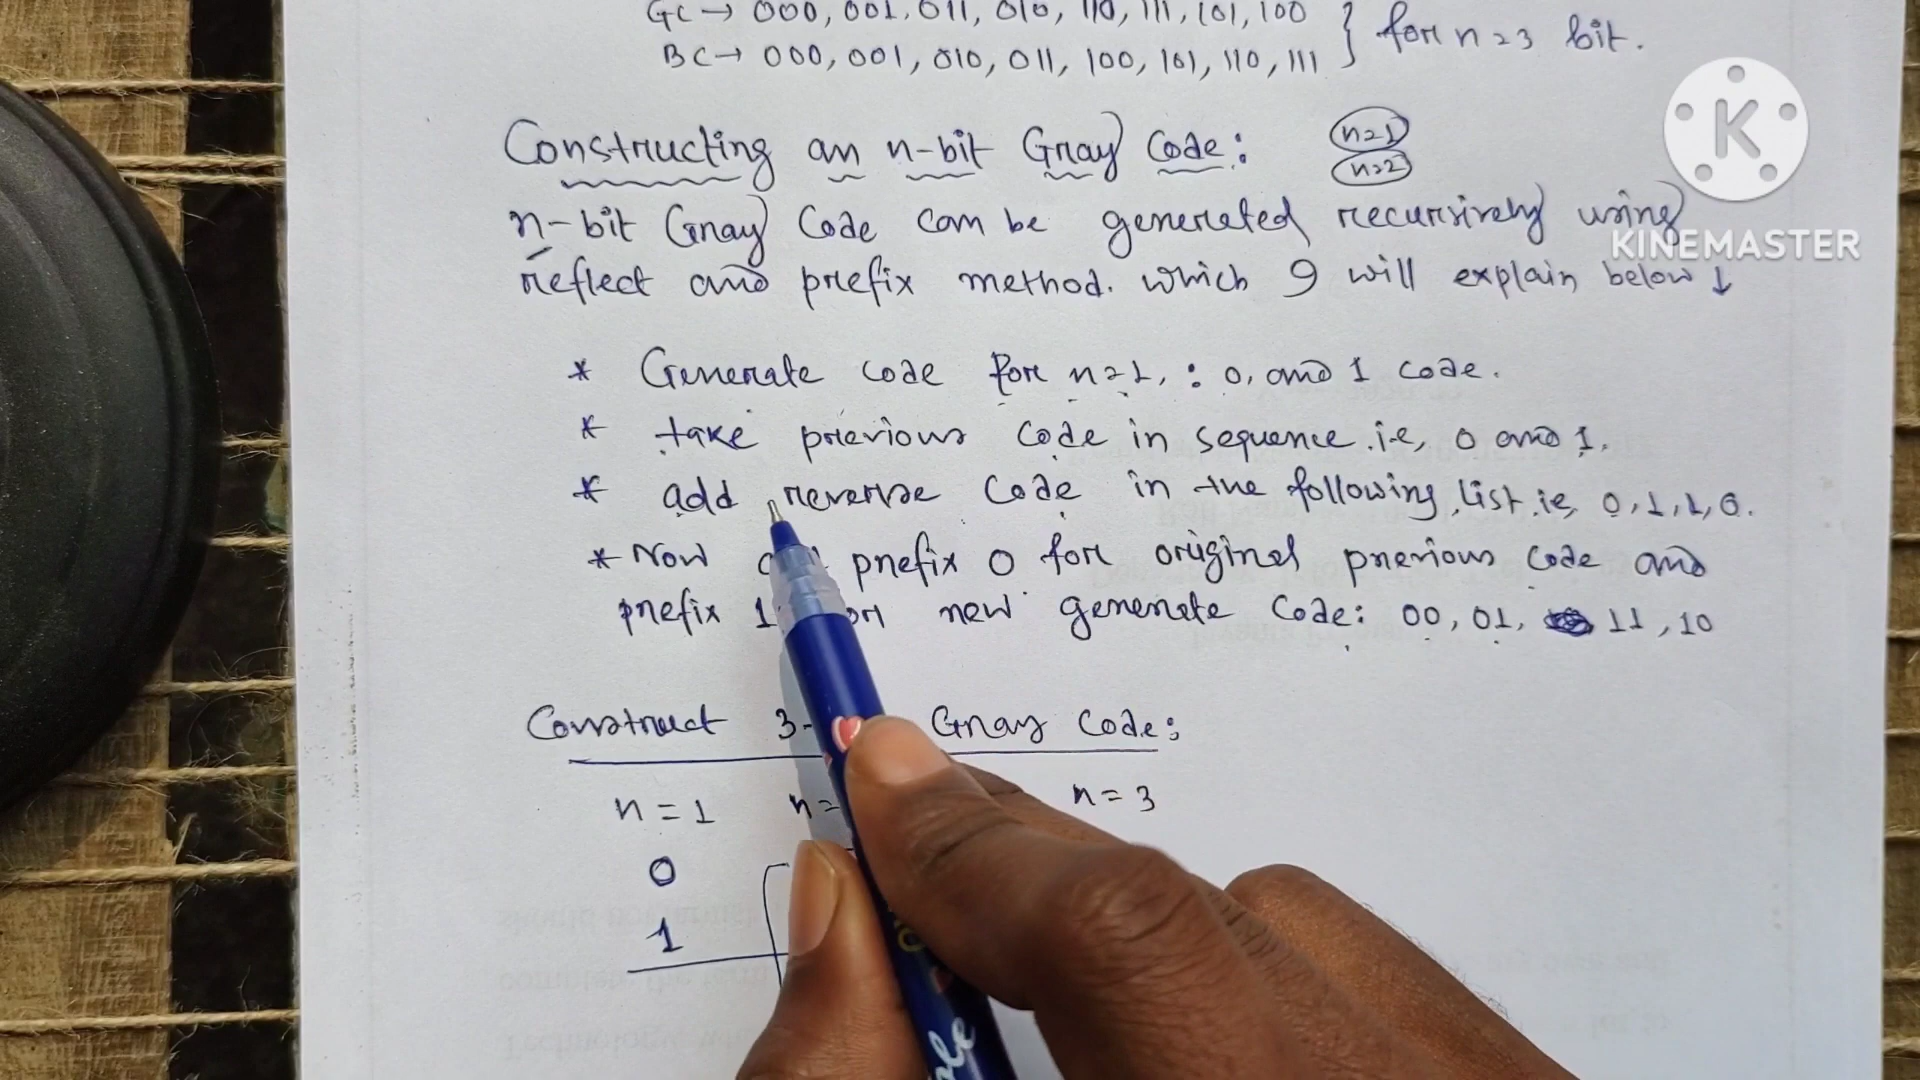 GC → 000, 001, 011, 010, 110, 111, 101, 100
BC → 000, 001, 010, 011, 100, 101, 110, 111 } for n=3 bit.
Constructing an n-bit Gray Code: n=1
n=2
n-bit Gray Code can be generated recursively using
reflect and prefix method. which I will explain below ↓
* Generate code for n=1, : 0, and 1 code.
* take previous code in sequence i.e, 0 and 1.
* add reverse code in the following list ie, 0, 1, 1, 0.
* Now prefix 0 for original previous code and
prefix 1 new generate code: 00, 01, 11, 10
Construct 3- Gray Code:
n = 1 n= n = 3
0
1
K
KINEMASTER